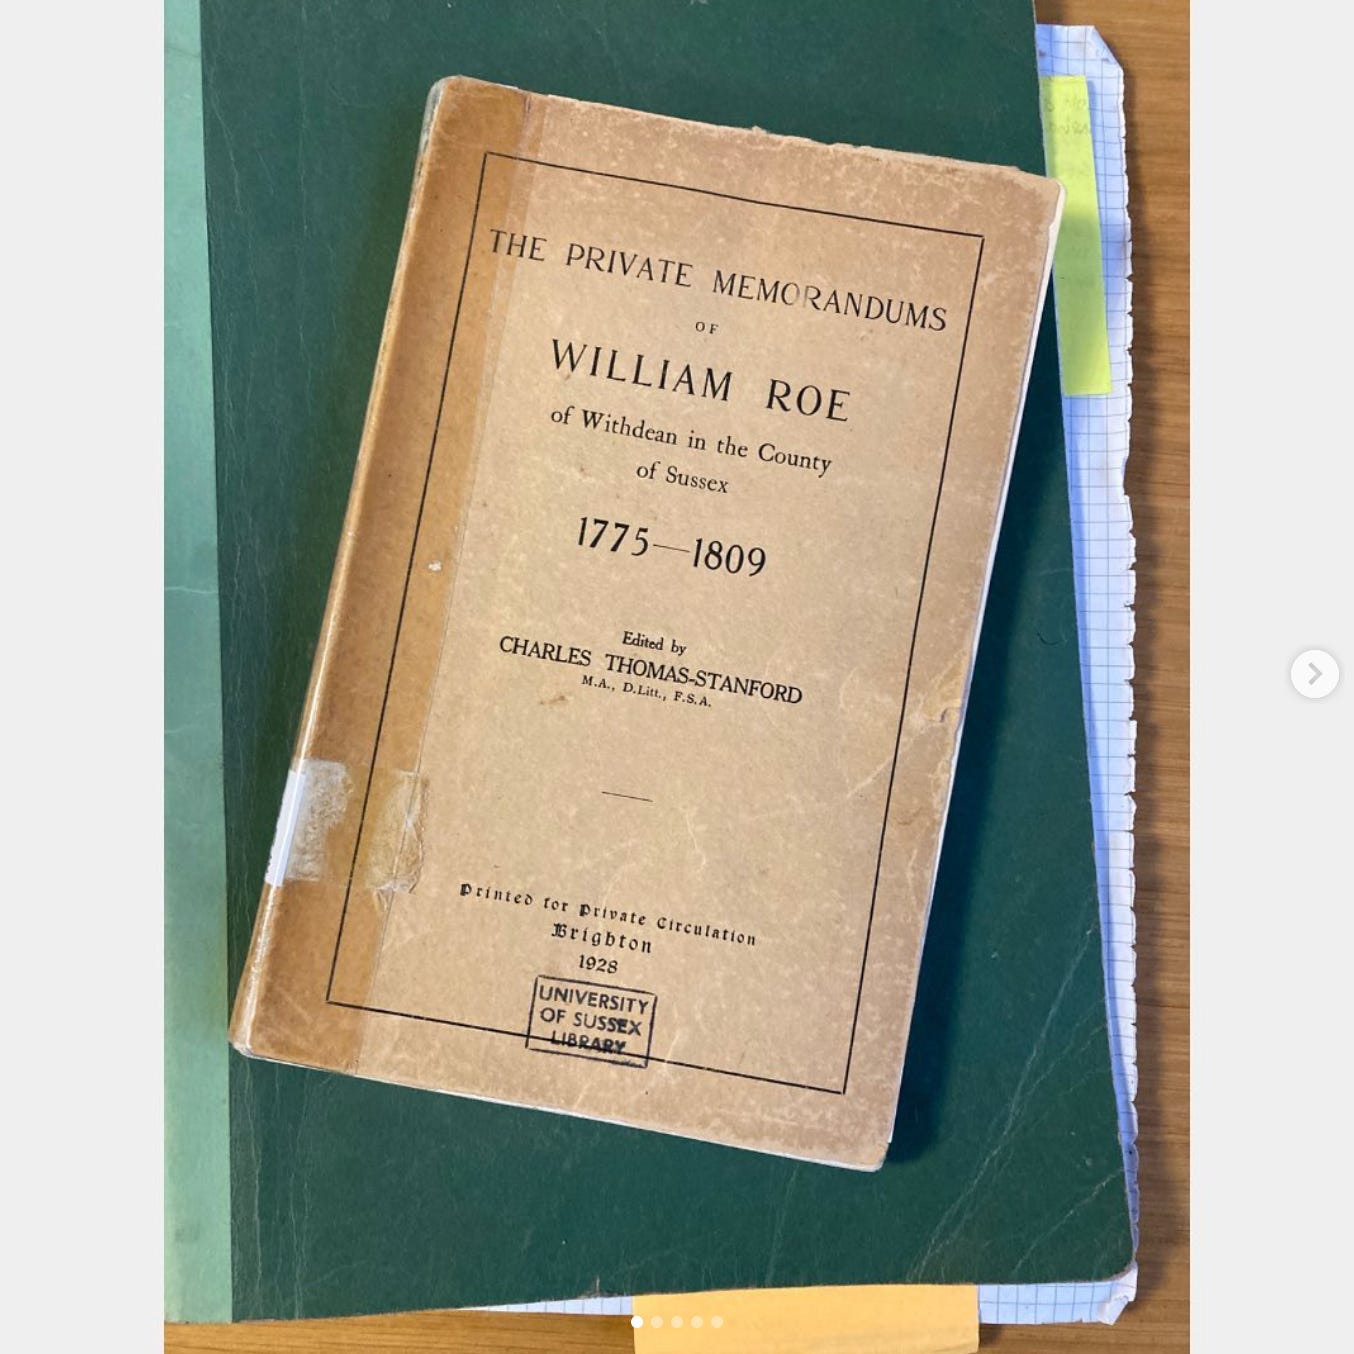 THE PRIVATE MEMORANDUMS
OF
WILLIAM ROE
of Withdean in the County
of Sussex
1775—1809
Edited by
CHARLES THOMAS-STANFORD
M.A., D.Litt., F.S.A.
Printed for Private Circulation
Brighton
1928
UNIVERSITY
OF SUSSEX
LIBRARY